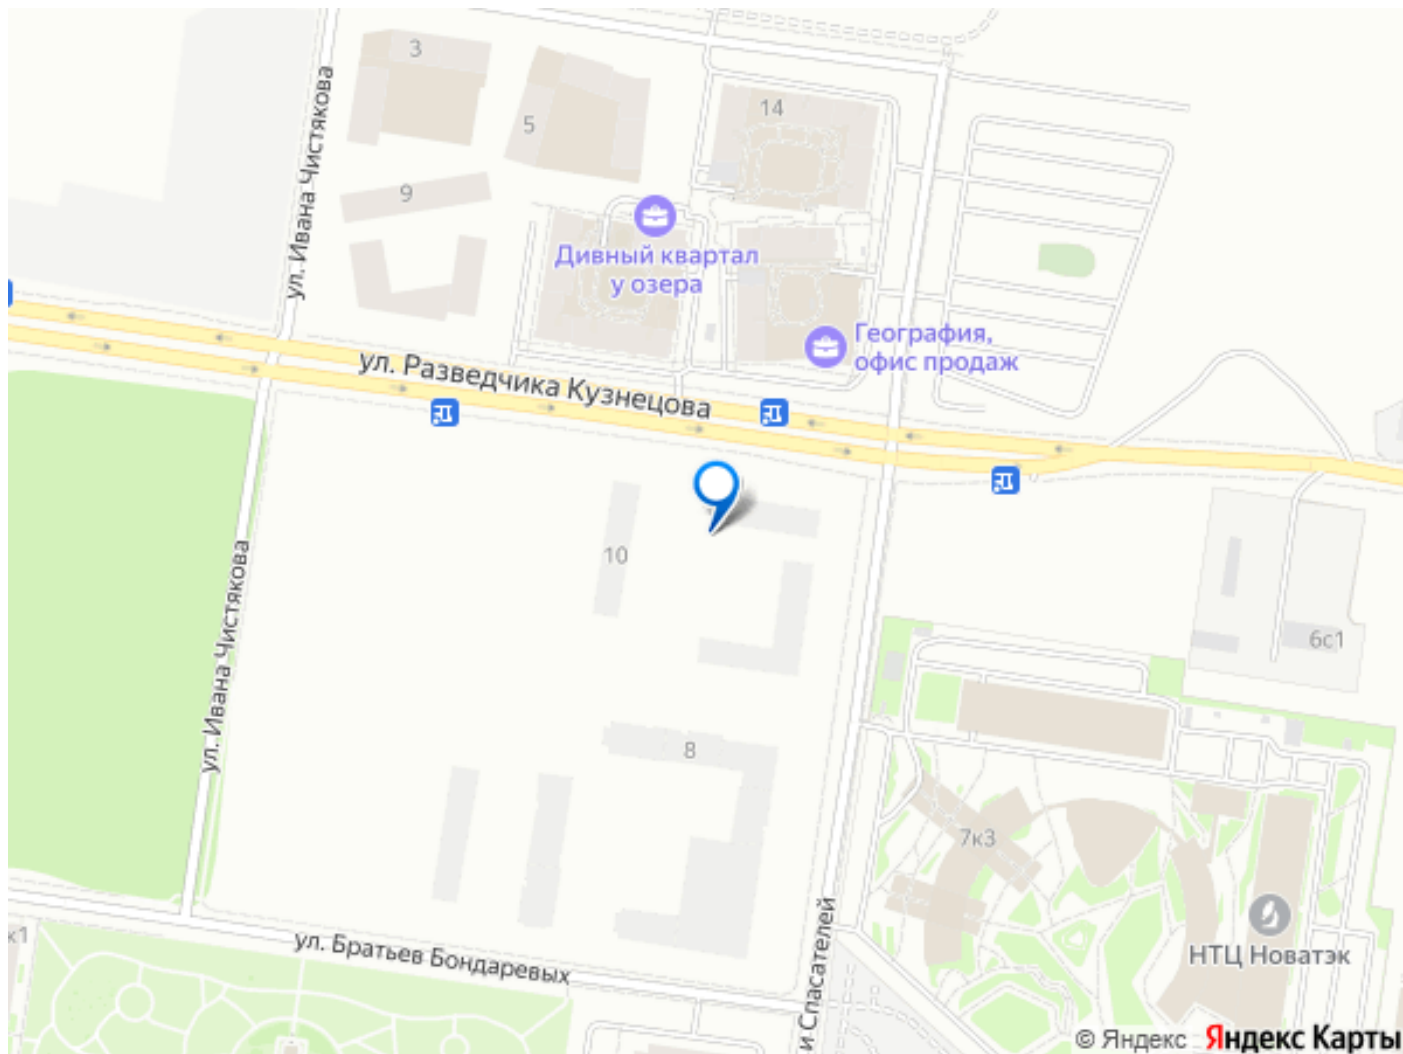 3
14
5
ул. Ивана Чистякова
9
Дивный квартал
у озера
География,
офис продаж
ул. Разведчика Кузнецова
10
6с1
ул. Ивана Чистякова
8
7к3
НТЦ Новатэк
к1
ул. Братьев Бондаревых
и Спасателей
© Яндекс Яндекс Карты